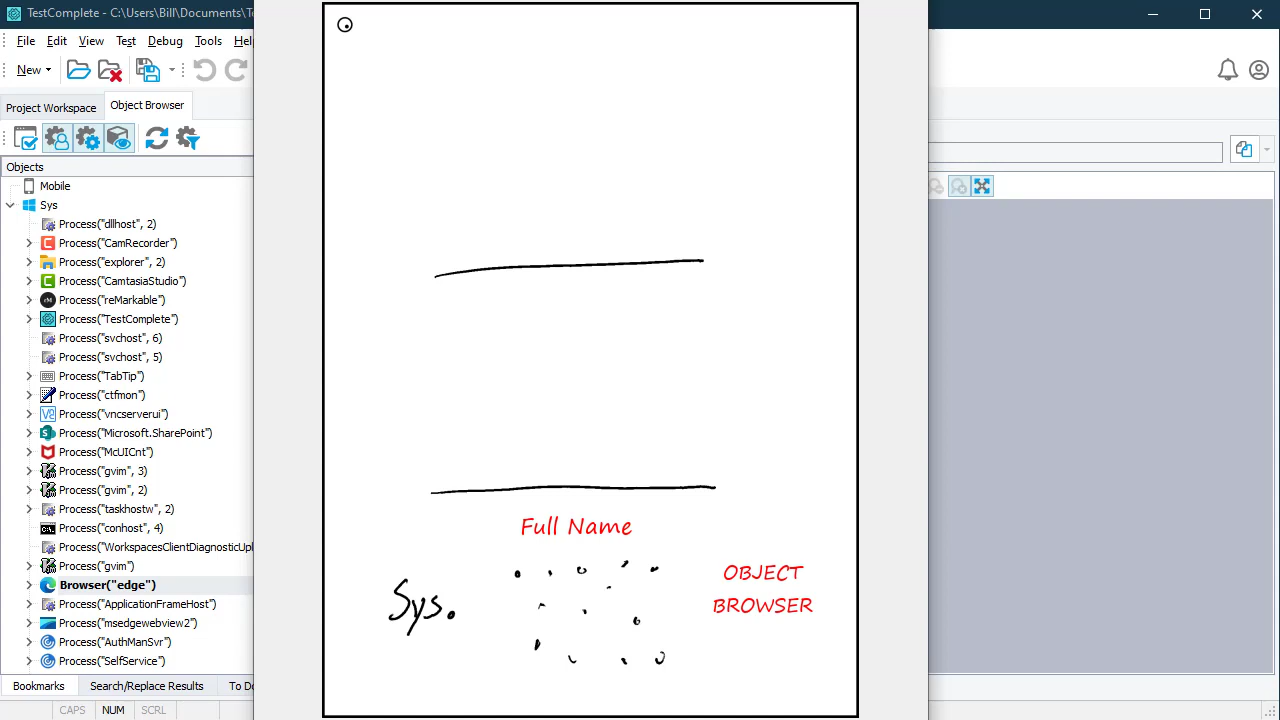 TestComplete - C:\Users\Bill\Documents\Te
File Edit View Test Debug Tools Hel
New
Project Workspace Object Browser
Objects
Mobile
Sys
Process("dllhost", 2)
Process("CamRecorder")
Process("explorer", 2)
Process("CamtasiaStudio")
Process("reMarkable")
Process("TestComplete")
Process("svchost", 6)
Process("svchost", 5)
Process("TabTip")
Process("ctfmon")
Process("vncserverui")
Process("Microsoft.SharePoint")
Process("McUICnt")
Process("gvim", 3)
Process("gvim", 2)
Process("taskhostw", 2)
Process("conhost", 4)
Process("WorkspacesClientDiagnosticUpl
Process("gvim")
Browser("edge")
Process("ApplicationFrameHost")
Process("msedgewebview2")
Process("AuthManSvr")
Process("SelfService")
Bookmarks Search/Replace Results To Do
CAPS NUM SCRL
Full Name
Sys.
OBJECT
BROWSER